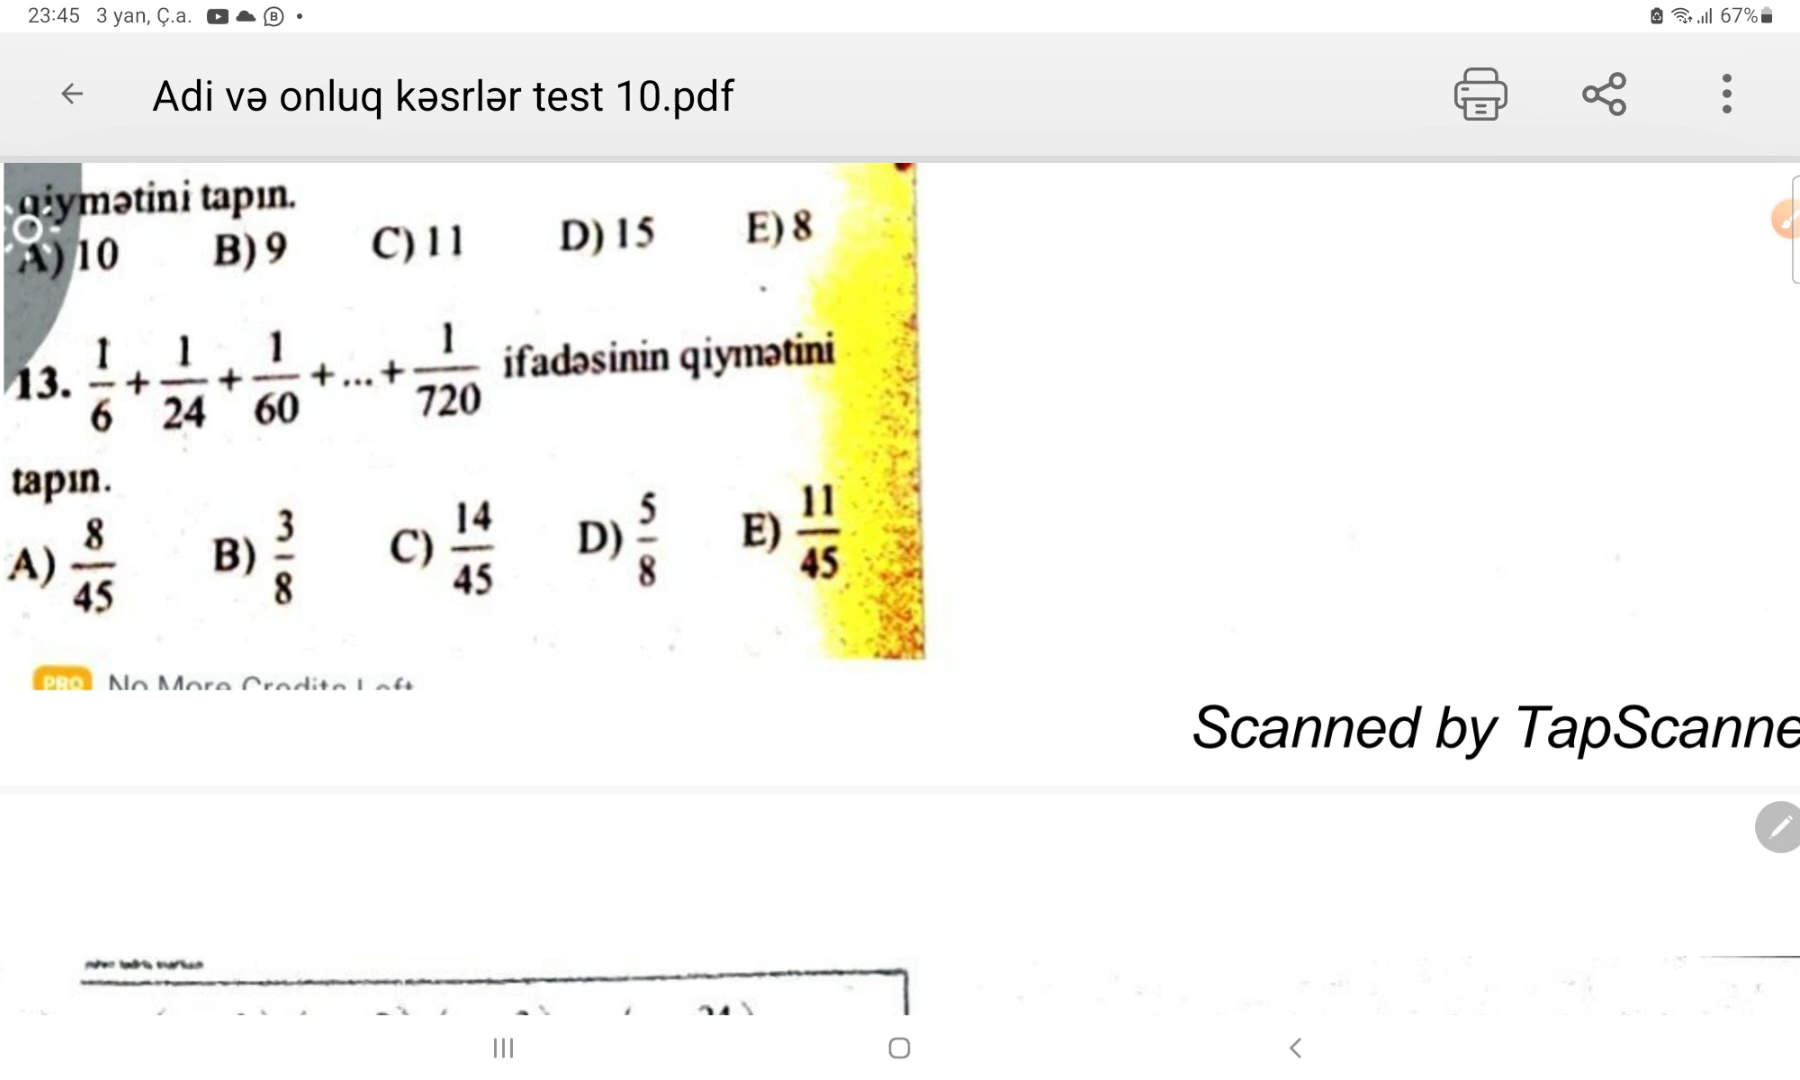 23:45 3 yan, Ç.a.
67%
Adi və onluq kəsrlər test 10.pdf
qiymətini tapın.
A) 10 B) 9 C) 11 D) 15 E) 8
13. 1/6 + 1/24 + 1/60 + ... + 1/720 ifadəsinin qiymətini
tapın.
A) 8/45 B) 3/8 C) 14/45 D) 5/8 E) 11/45
PRO No More Credits Left
Scanned by TapScanne